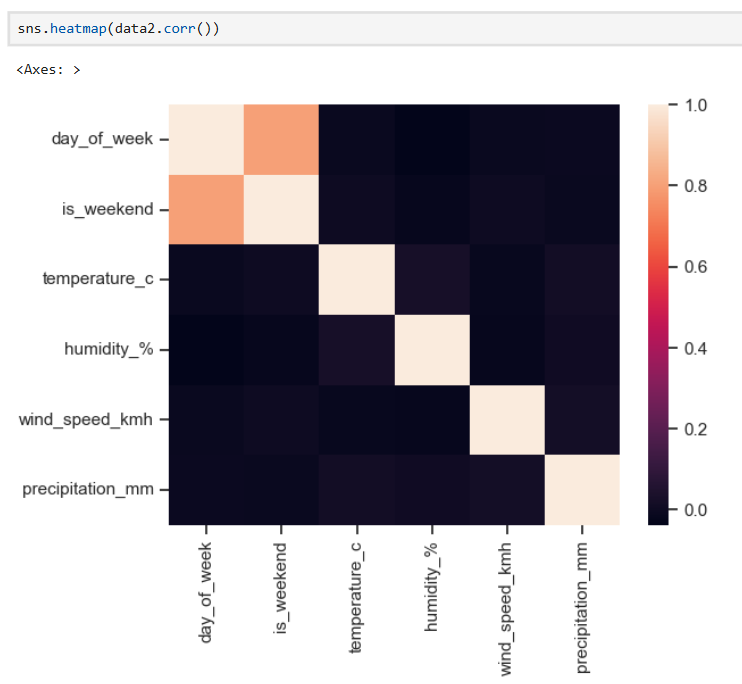 sns.heatmap(data2.corr())
<Axes: >
1.0
day_of_week
0.8
is_weekend
0.6
temperature_c
0.4
humidity_%
0.2
wind_speed_kmh
precipitation_mm
0.0
day_of_week
is_weekend
temperature_c
humidity_%
wind_speed_kmh
precipitation_mm